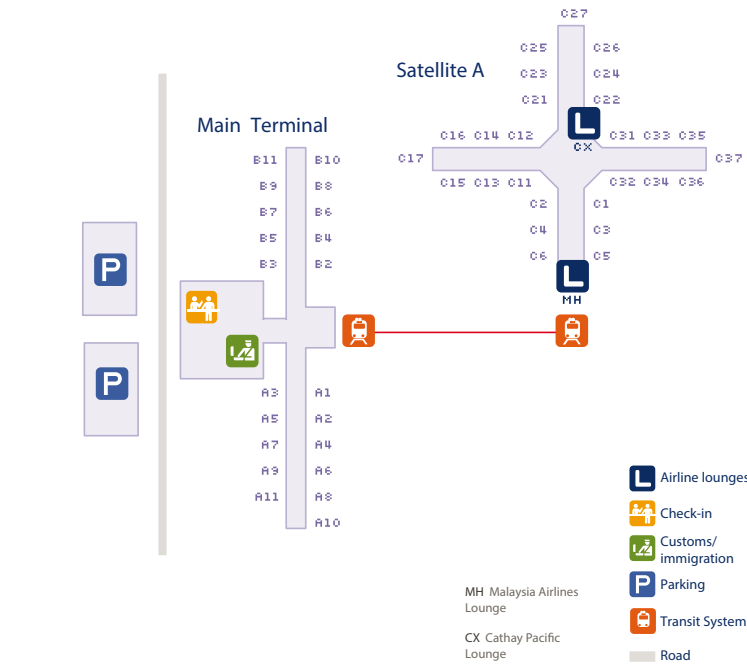 C27
C25 C26
Satellite A
C23 C24
C21 C22
Main Terminal
L
CX
C16 C14 C12 C31 C33 C35
C17 C37
C15 C13 C11 C32 C34 C36
B11 B10
B9 B8
B7 B6
B5 B4
B3 B2
C2 C1
C4 C3
C6 C5
L
MH
P
P
A3 A1
A5 A2
A7 A4
A9 A6
A11 A8
A10
L Airline lounges
Check-in
Customs/
immigration
P Parking
Transit System
Road
MH Malaysia Airlines
Lounge
CX Cathay Pacific
Lounge